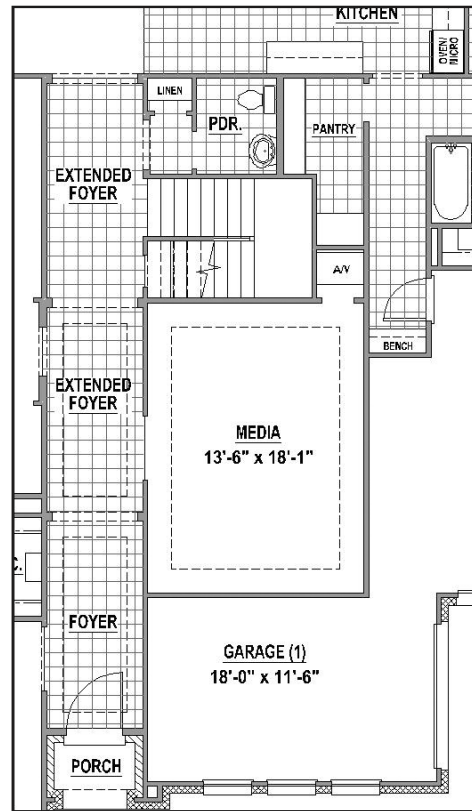 KITCHEN
OVEN/
MICRO
LINEN
PDR.
PANTRY
EXTENDED
FOYER
A/V
BENCH
EXTENDED
FOYER
MEDIA
13'-6" x 18'-1"
C.
FOYER
GARAGE (1)
18'-0" x 11'-6"
PORCH